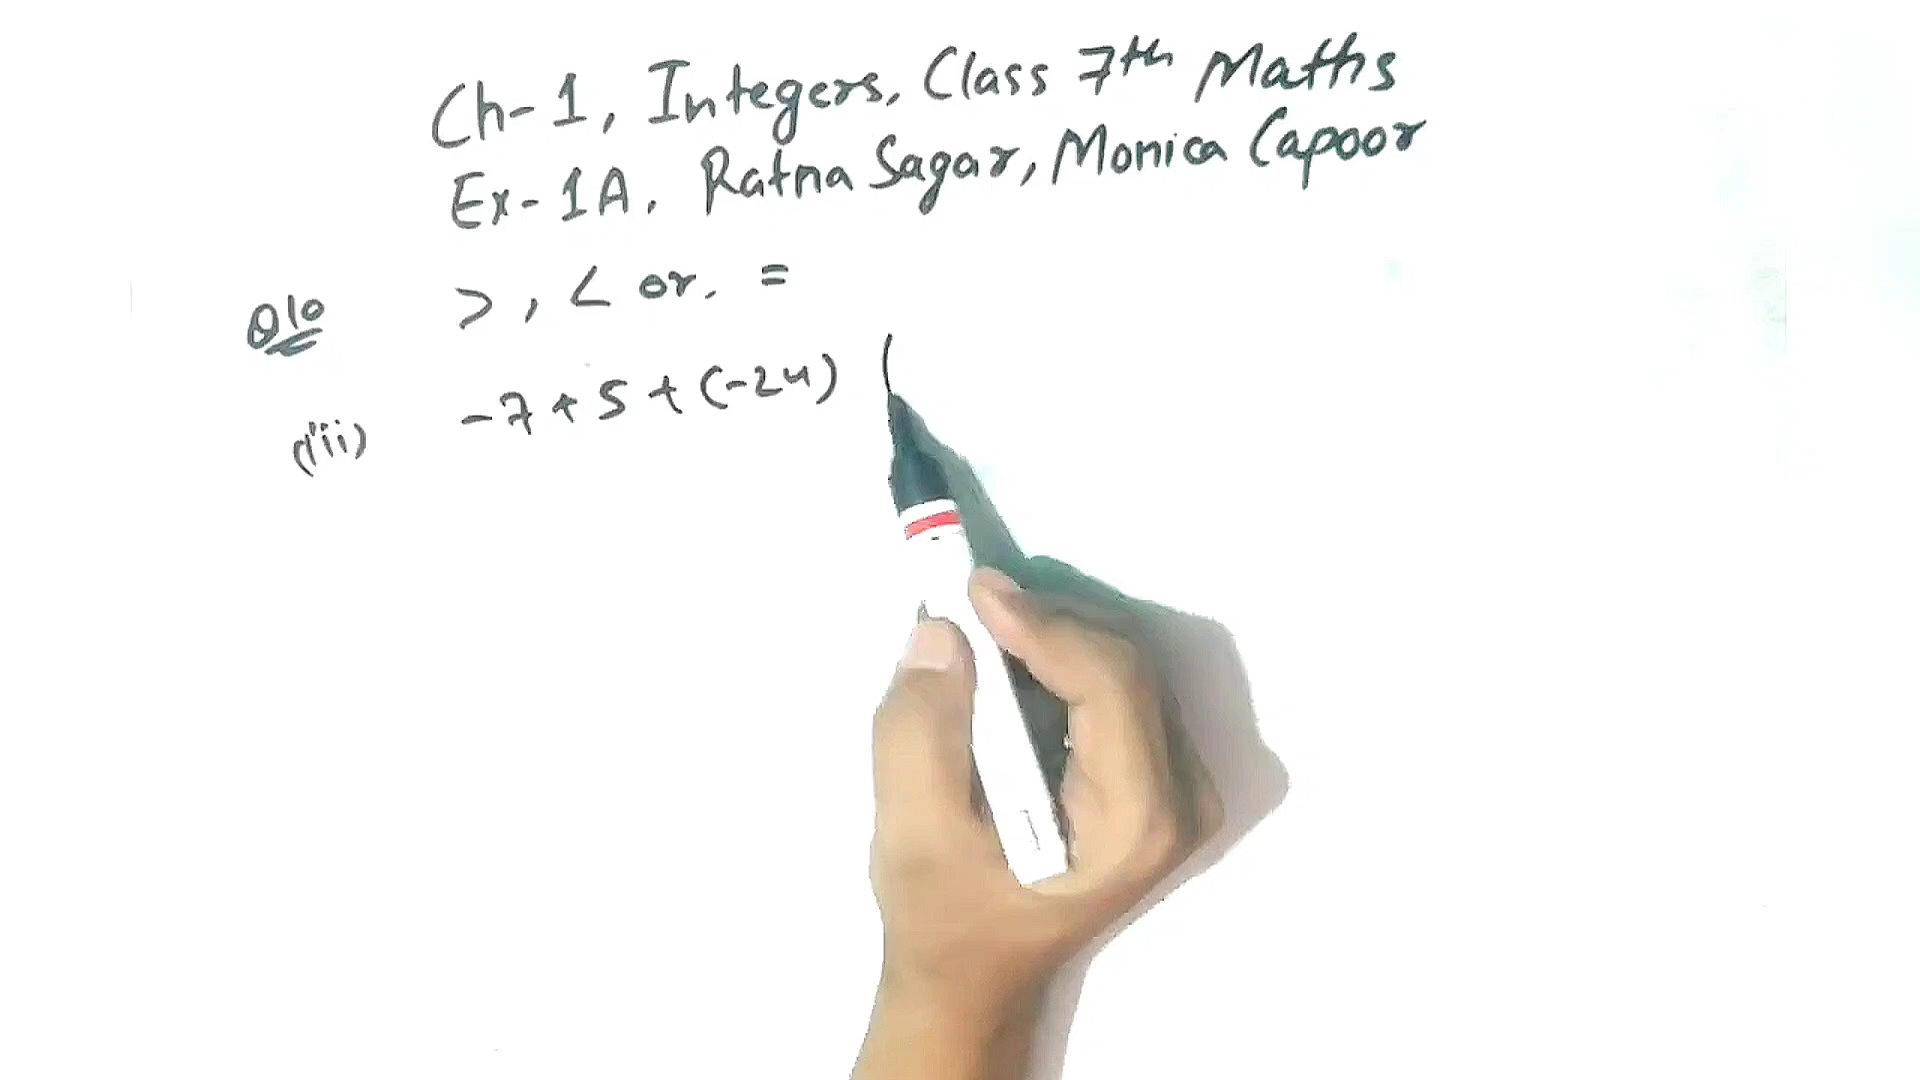 Ch-1, Integers, Class 7th Maths
Ex-1A, Ratna Sagar, Monica Capoor
Q10 >, < or. =
(iii) -7+5+(-24) (